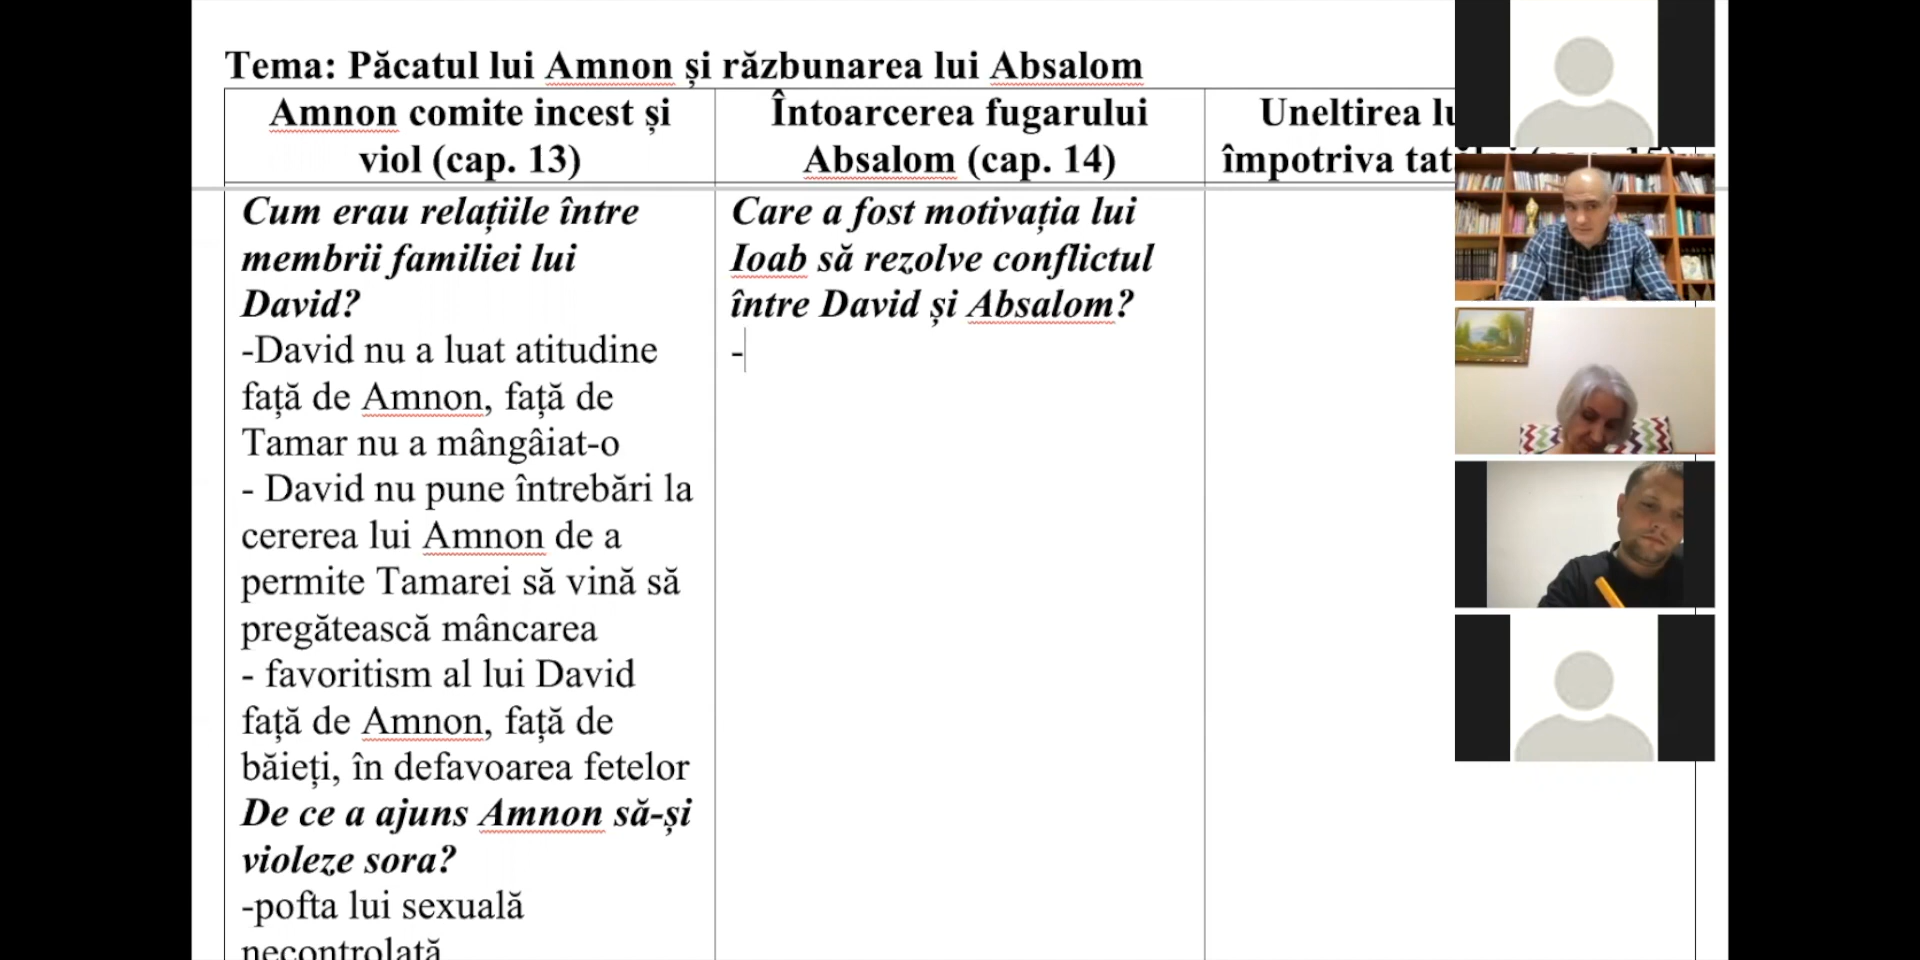 Tema: Păcatul lui Amnon și răzbunarea lui Absalom
Amnon comite incest și
viol (cap. 13)
Întoarcerea fugarului
Absalom (cap. 14)
Uneltirea
împotriva
Cum erau relațiile între
membrii familiei lui
David?
-David nu a luat atitudine
față de Amnon, față de
Tamar nu a mângâiat-o
- David nu pune întrebări la
cererea lui Amnon de a
permite Tamarei să vină să
pregătească mâncarea
- favoritism al lui David
față de Amnon, față de
băieți, în defavoarea fetelor
De ce a ajuns Amnon să-și
violeze sora?
-pofta lui sexuală
necontrolată
Care a fost motivația lui
Ioab să rezolve conflictul
între David și Absalom?
-